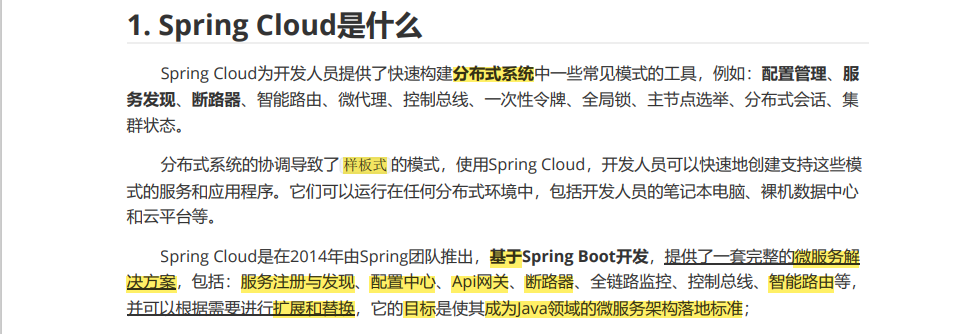 1. Spring Cloud是什么
Spring Cloud为开发人员提供了快速构建分布式系统中一些常见模式的工具，例如：配置管理、服
务发现、断路器、智能路由、微代理、控制总线、一次性令牌、全局锁、主节点选举、分布式会话、集
群状态。
分布式系统的协调导致了 样板式 的模式，使用Spring Cloud，开发人员可以快速地创建支持这些模
式的服务和应用程序。它们可以运行在任何分布式环境中，包括开发人员的笔记本电脑、裸机数据中心
和云平台等。
Spring Cloud是在2014年由Spring团队推出，基于Spring Boot开发，提供了一套完整的微服务解
决方案，包括：服务注册与发现、配置中心、Api网关、断路器、全链路监控、控制总线、智能路由等，
并可以根据需要进行扩展和替换，它的目标是使其成为Java领域的微服务架构落地标准；